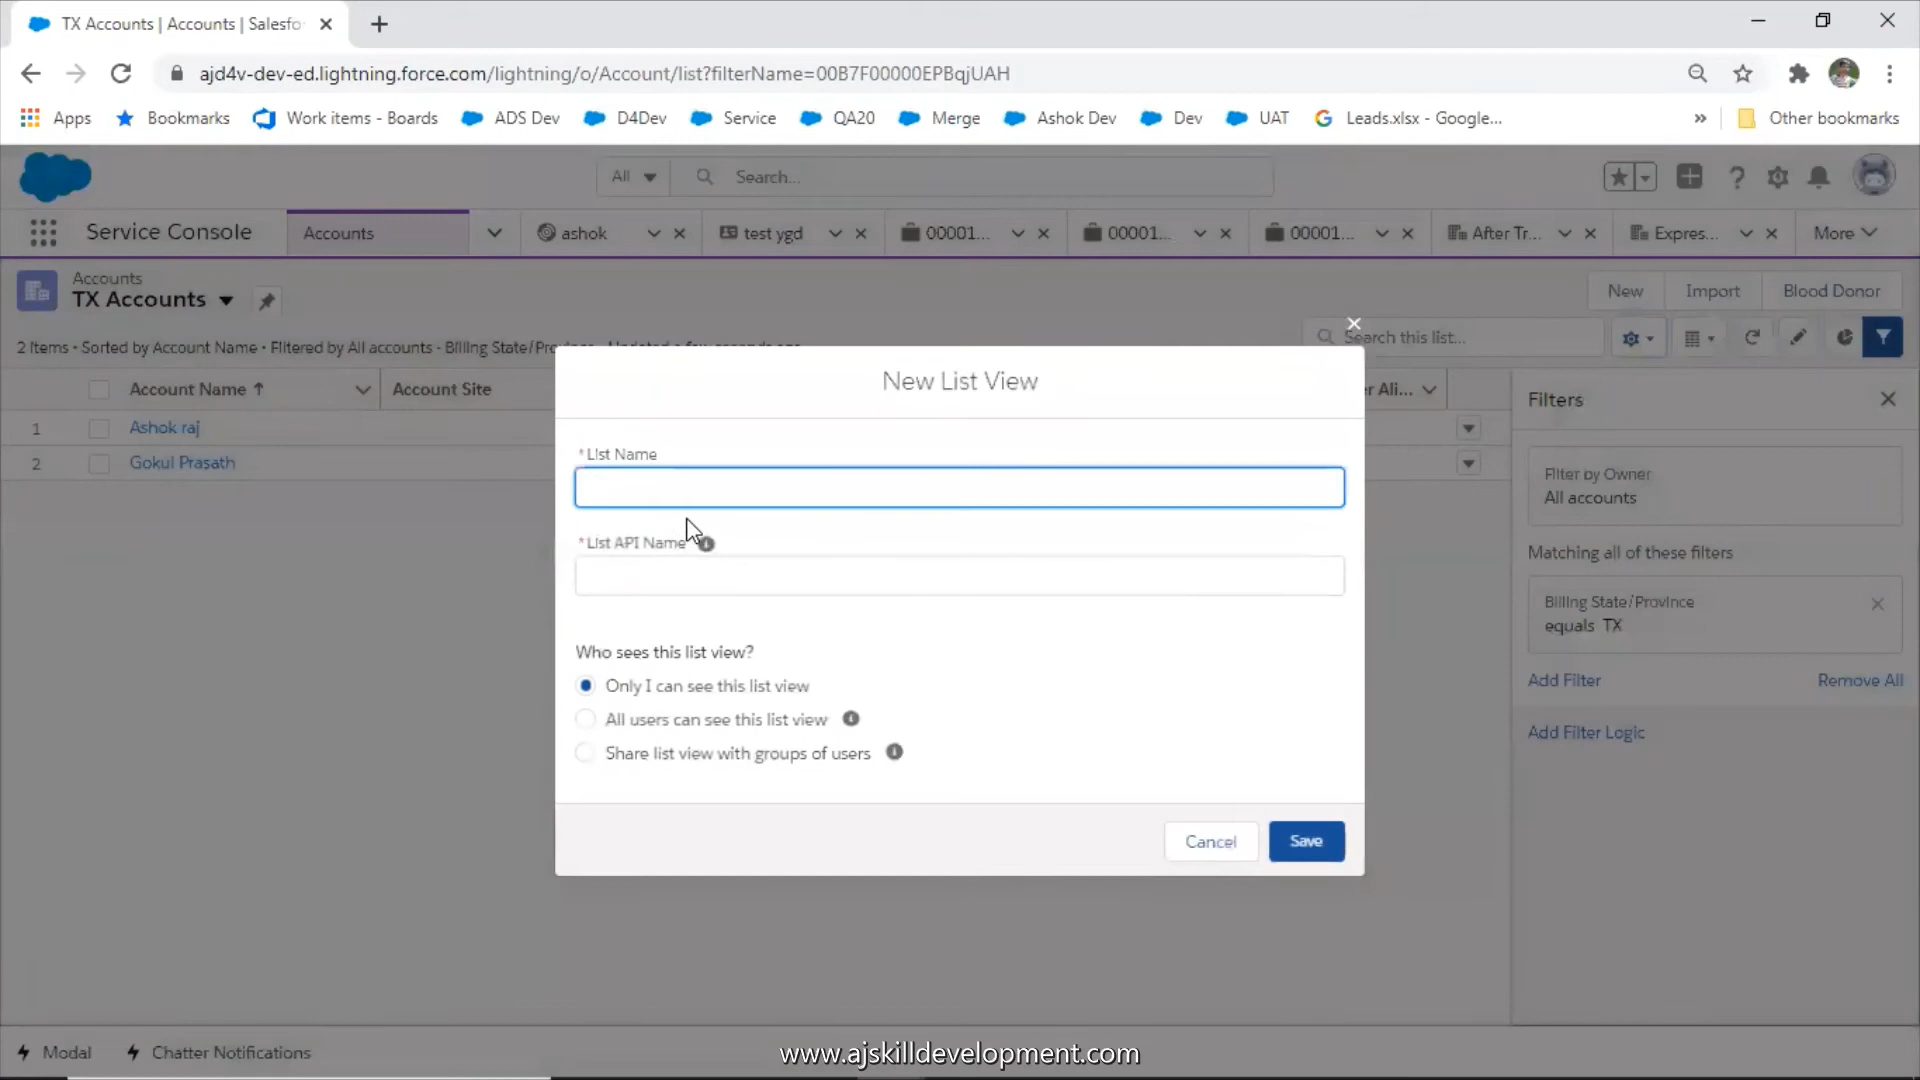 TX Accounts | Accounts | Salesfo
ajd4v-dev-ed.lightning.force.com/lightning/o/Account/list?filterName=00B7F00000EPBqjUAH
Apps Bookmarks Work items - Boards ADS Dev D4Dev Service QA20 Merge Ashok Dev Dev UAT Leads.xlsx - Google... » Other bookmarks
All Search...
Service Console Accounts ashok test ygd 00001... 00001... 00001... After Tr... Expres... More
Accounts
TX Accounts
New Import Blood Donor
Search this list...
2 Items • Sorted by Account Name • Filtered by All accounts - Billing State/Province
Account Name ↑ Account Site r Ali...
1 Ashok raj
2 Gokul Prasath
New List View
* List Name
* List API Name
Who sees this list view?
Only I can see this list view
All users can see this list view
Share list view with groups of users
Cancel Save
Filters
Filter by Owner
All accounts
Matching all of these filters
Billing State/Province
equals TX
Add Filter Remove All
Add Filter Logic
Modal Chatter Notifications
www.ajskilldevelopment.com